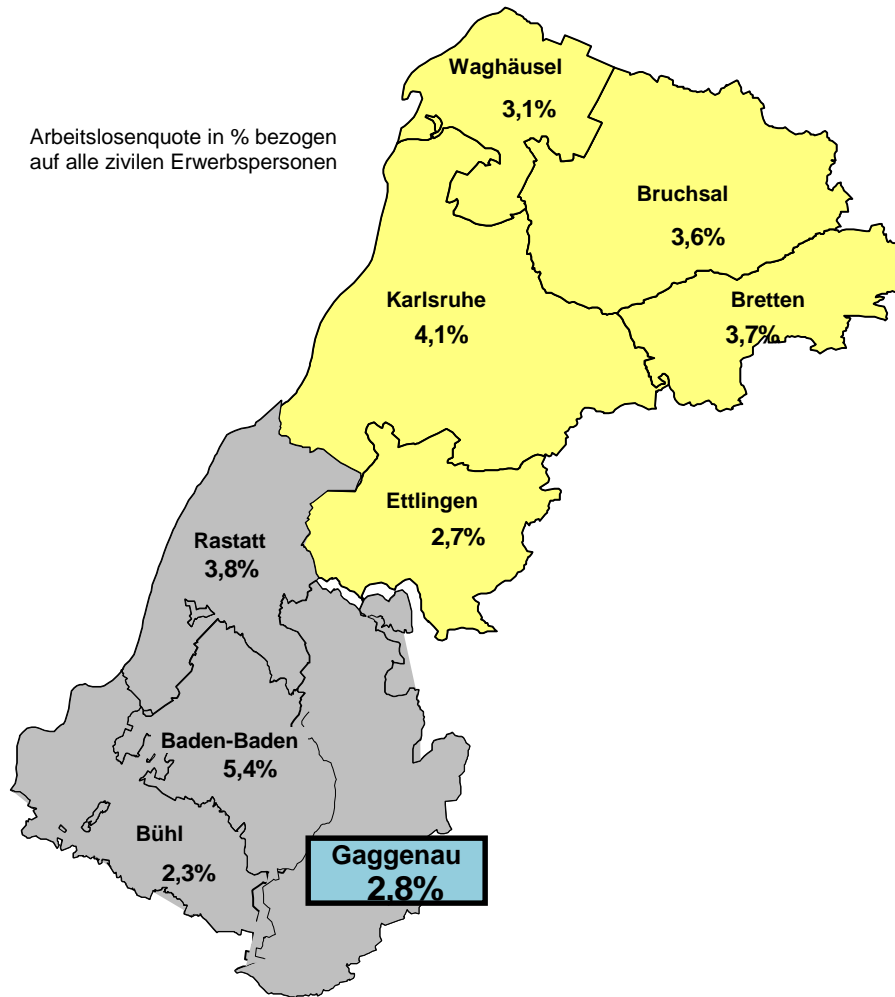 Waghäusel
3,1%
Arbeitslosenquote in % bezogen
auf alle zivilen Erwerbspersonen
Bruchsal
3,6%
Karlsruhe
4,1%
Bretten
3,7%
Ettlingen
2,7%
Rastatt
3,8%
Baden-Baden
5,4%
Bühl
2,3%
Gaggenau
2,8%